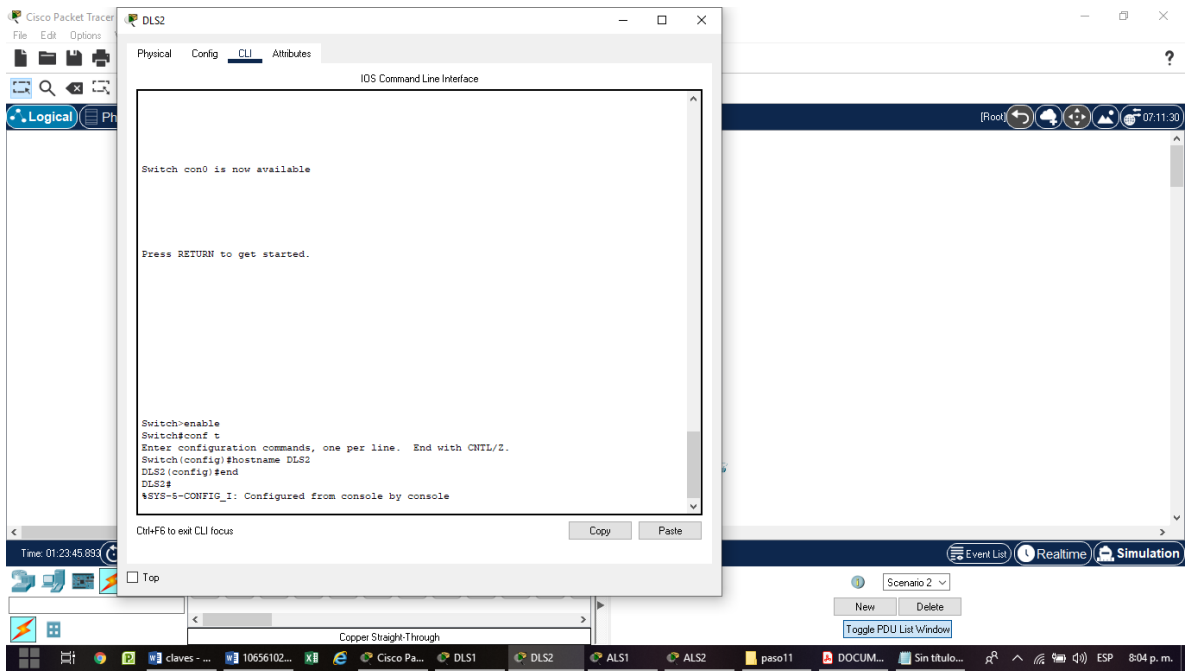 Cisco Packet Tracer
File Edit Options
DLS2
Physical Config CLI Attributes
IOS Command Line Interface
Logical
Ph
[Root]
07:11:30
Switch con0 is now available
Press RETURN to get started.
Switch>enable
Switch#conf t
Enter configuration commands, one per line. End with CNTL/Z.
Switch(config)#hostname DLS2
DLS2(config)#end
DLS2#
%SYS-5-CONFIG_I: Configured from console by console
Ctrl+F6 to exit CLI focus
Copy
Paste
Time: 01:23:45.893
Event List
Realtime
Simulation
Top
Scenario 2
New
Delete
Toggle PDU List Window
Copper Straight-Through
claves - ...
10656102...
Cisco Pa...
DLS1
DLS2
ALS1
ALS2
paso11
DOCUM...
Sin título...
ESP
8:04 p. m.